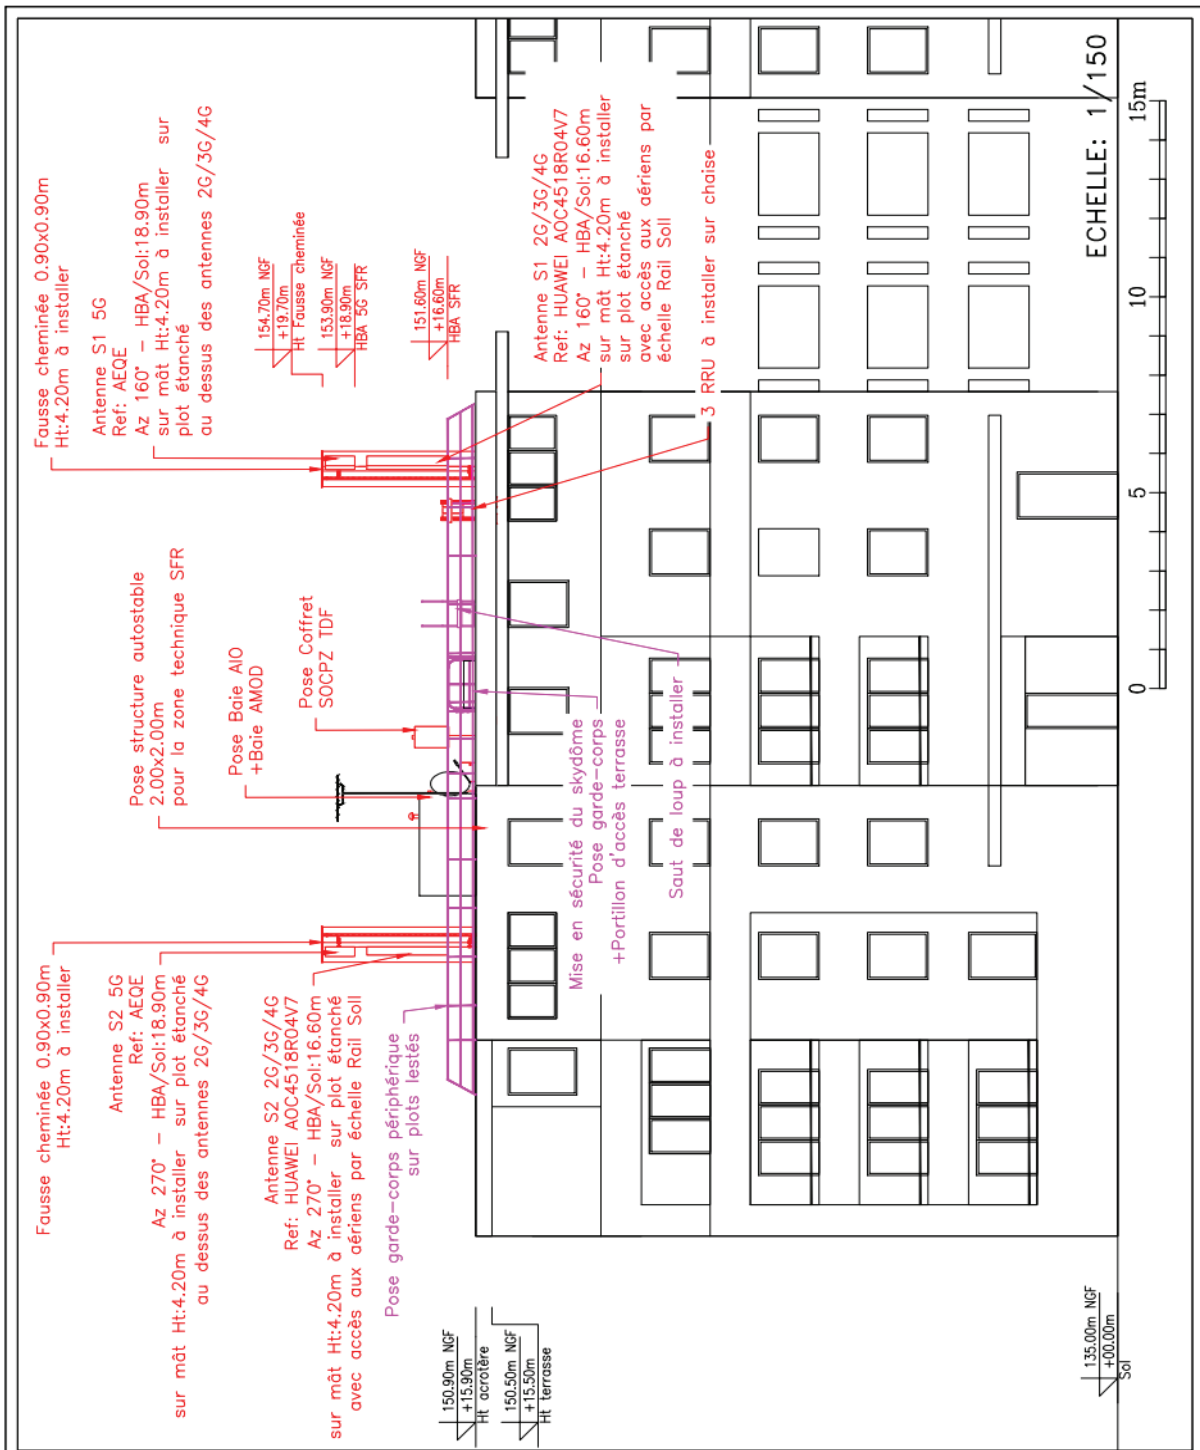 Fausse cheminée 0.90x0.90m
Ht:4.20m à installer
Antenne S2 5G
Ref: AEQE
Az 270° – HBA/Sol:18.90m
sur mât Ht:4.20m à installer sur plot étanché
au dessus des antennes 2G/3G/4G
Antenne S2 2G/3G/4G
Ref: HUAWEI AOC4518R04V7
Az 270° – HBA/Sol:16.60m
sur mât Ht:4.20m à installer sur plot étanché
avec accès aux aériens par échelle Rail Soll
Pose garde-corps périphérique
sur plots lestés
Pose structure autostable
2.00x2.00m
pour la zone technique SFR
Pose Baie AIO
+Baie AMOD
Pose Coffret
SOCPZ TDF
Fausse cheminée 0.90x0.90m
Ht:4.20m à installer
Antenne S1 5G
Ref: AEQE
Az 160° – HBA/Sol:18.90m
sur mât Ht:4.20m à installer sur
plot étanché
au dessus des antennes 2G/3G/4G
154.70m NGF
+19.70m
Ht Fausse cheminée
153.90m NGF
+18.90m
HBA 5G SFR
151.60m NGF
+16.60m
HBA SFR
Antenne S1 2G/3G/4G
Ref: HUAWEI AOC4518R04V7
Az 160° – HBA/Sol:16.60m
sur mât Ht:4.20m à installer
sur plot étanché
avec accès aux aériens par
échelle Rail Soll
3 RRU à installer sur chaise
Mise en sécurité du skydôme
Pose garde-corps
+Portillon d'accès terrasse
Saut de loup à installer
150.90m NGF
+15.90m
Ht acrotère
150.50m NGF
+15.50m
Ht terrasse
135.00m NGF
+00.00m
Sol
ECHELLE: 1/150
0 5 10 15m